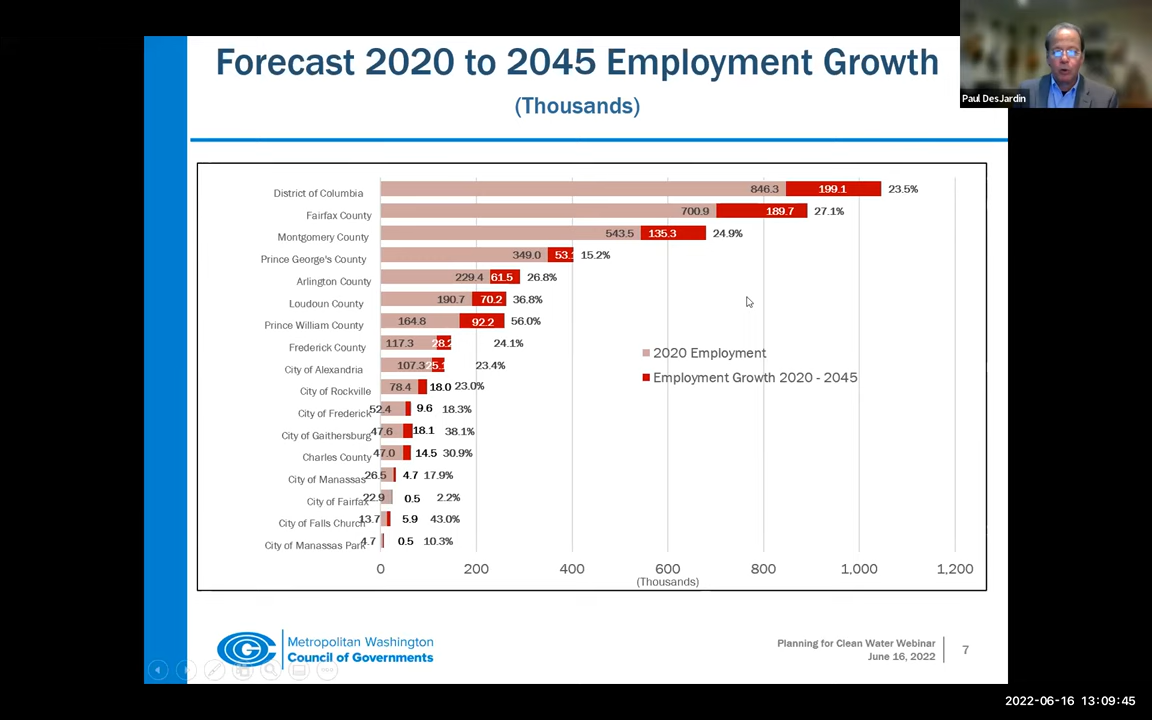 Forecast 2020 to 2045 Employment Growth
(Thousands)
Paul DesJardin
District of Columbia 846.3 199.1 23.5%
Fairfax County 700.9 189.7 27.1%
Montgomery County 543.5 135.3 24.9%
Prince George's County 349.0 53.1 15.2%
Arlington County 229.4 61.5 26.8%
Loudoun County 190.7 70.2 36.8%
Prince William County 164.8 92.2 56.0%
Frederick County 117.3 28.2 24.1%
City of Alexandria 107.3 25.1 23.4%
City of Rockville 78.4 18.0 23.0%
City of Frederick 52.4 9.6 18.3%
City of Gaithersburg 47.6 18.1 38.1%
Charles County 47.0 14.5 30.9%
City of Manassas 26.5 4.7 17.9%
City of Fairfax 22.9 0.5 2.2%
City of Falls Church 13.7 5.9 43.0%
City of Manassas Park 4.7 0.5 10.3%
2020 Employment
Employment Growth 2020 - 2045
0 200 400 600 800 1,000 1,200
(Thousands)
Metropolitan Washington
Council of Governments
Planning for Clean Water Webinar
June 16, 2022
7
2022-06-16 13:09:45